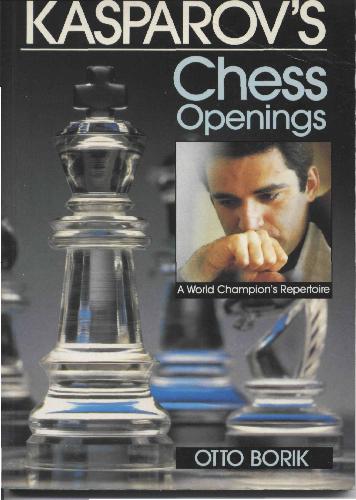 KASPAROV'S
Chess
Openings
A World Champion's Repertoire
OTTO BORIK